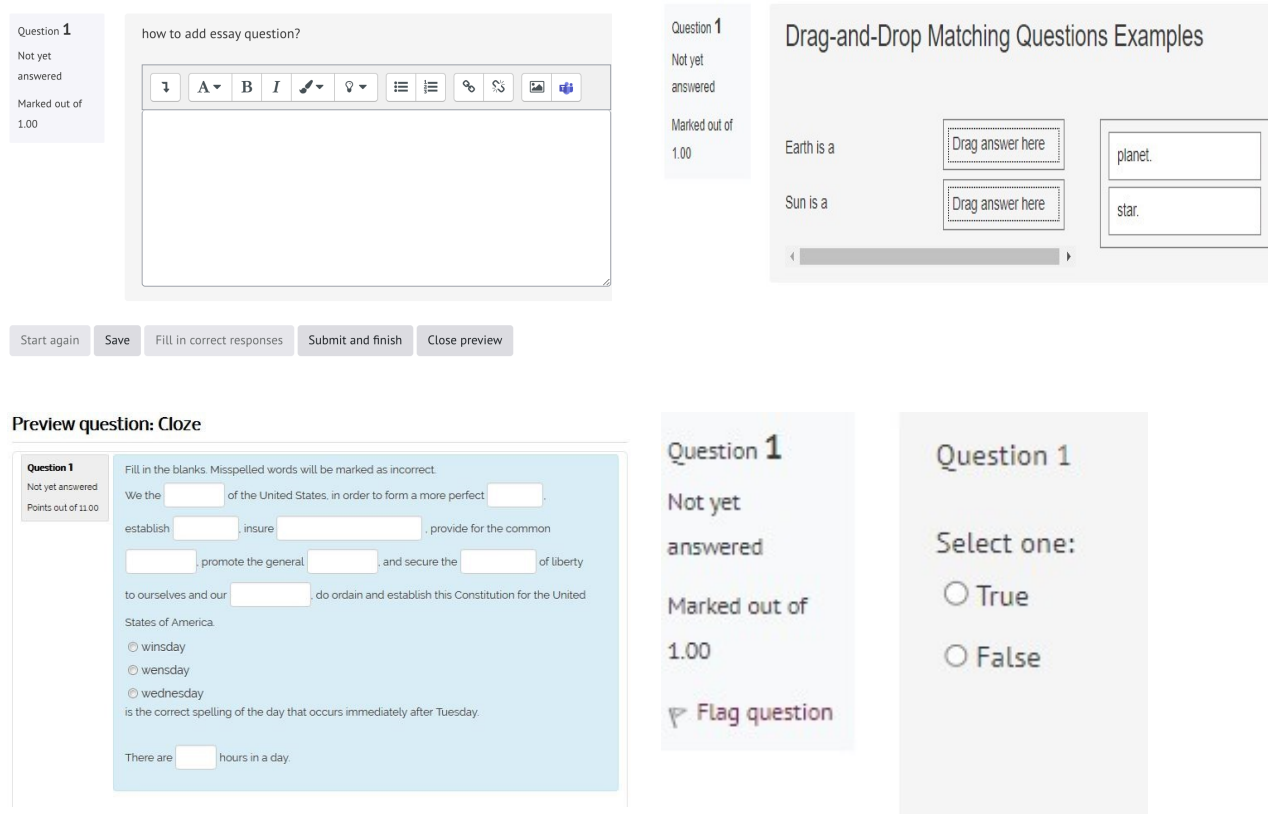 Question 1
Not yet
answered
Marked out of
1.00
how to add essay question?
A B I
Start again Save Fill in correct responses Submit and finish Close preview
Question 1
Not yet
answered
Marked out of
1.00
Drag-and-Drop Matching Questions Examples
Earth is a Drag answer here planet.
Sun is a Drag answer here star.
Preview question: Cloze
Question 1
Not yet answered
Points out of 11.00
Fill in the blanks. Misspelled words will be marked as incorrect.
We the of the United States, in order to form a more perfect ,
establish , insure , provide for the common
, promote the general , and secure the of liberty
to ourselves and our , do ordain and establish this Constitution for the United
States of America.
winsday
wensday
wednesday
is the correct spelling of the day that occurs immediately after Tuesday.
There are hours in a day.
Question 1
Not yet
answered
Marked out of
1.00
Flag question
Question 1
Select one:
True
False